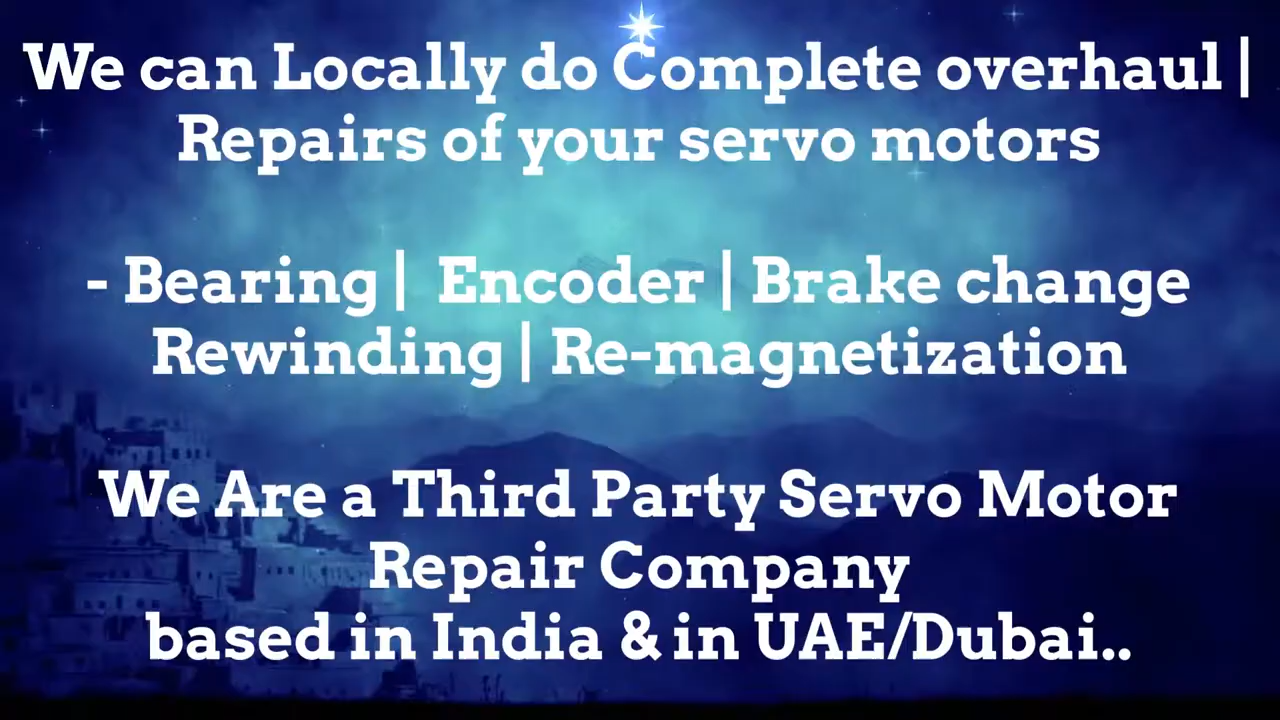 We can Locally do Complete overhaul |
Repairs of your servo motors
- Bearing | Encoder | Brake change
Rewinding | Re-magnetization
We Are a Third Party Servo Motor
Repair Company
based in India & in UAE/Dubai..